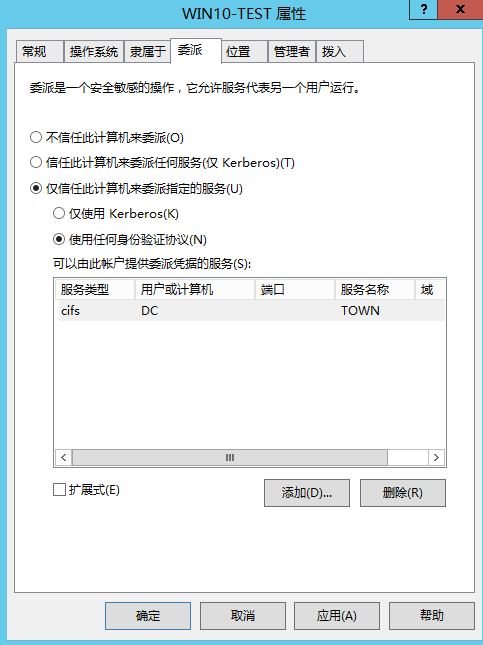 WIN10-TEST 属性
? x
常规 操作系统 隶属于 委派 位置 管理者 拨入
委派是一个安全敏感的操作，它允许服务代表另一个用户运行。
不信任此计算机来委派(O)
信任此计算机来委派任何服务(仅 Kerberos)(T)
仅信任此计算机来委派指定的服务(U)
仅使用 Kerberos(K)
使用任何身份验证协议(N)
可以由此帐户提供委派凭据的服务(S):
服务类型 用户或计算机 端口 服务名称 域
cifs DC TOWN
扩展式(E) 添加(D)... 删除(R)
确定 取消 应用(A) 帮助